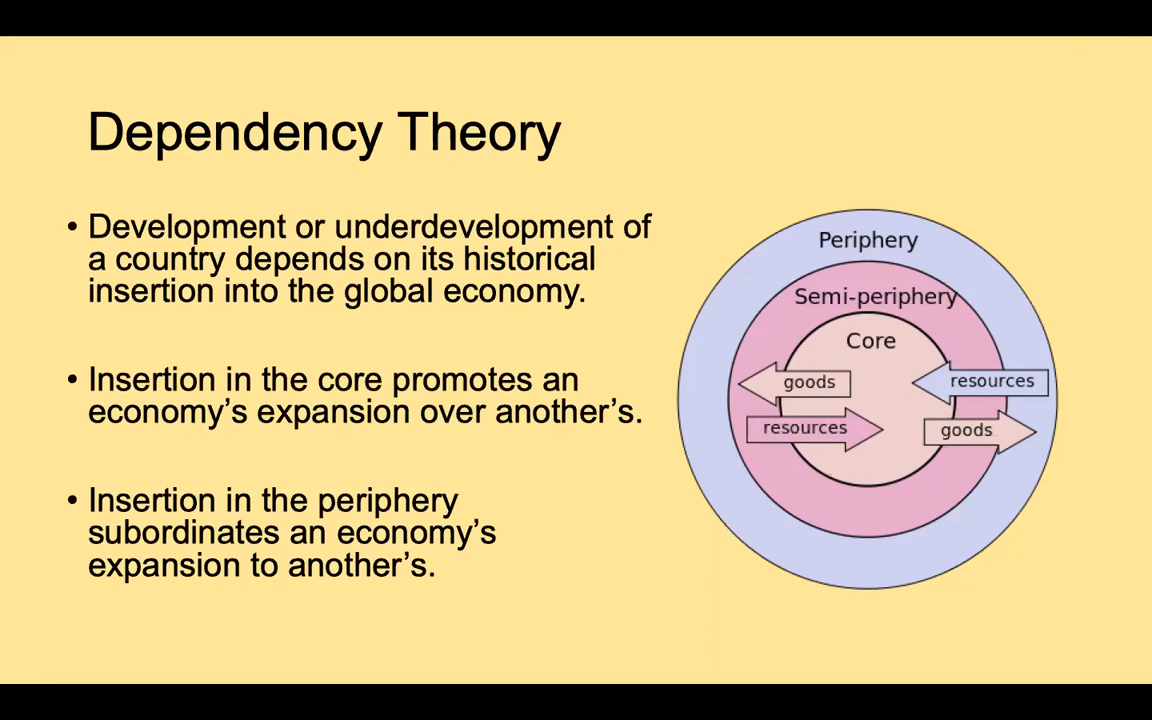 Dependency Theory
• Development or underdevelopment of
a country depends on its historical
insertion into the global economy.
• Insertion in the core promotes an
economy’s expansion over another’s.
• Insertion in the periphery
subordinates an economy’s
expansion to another’s.
Periphery
Semi-periphery
Core
goods
resources
resources
goods